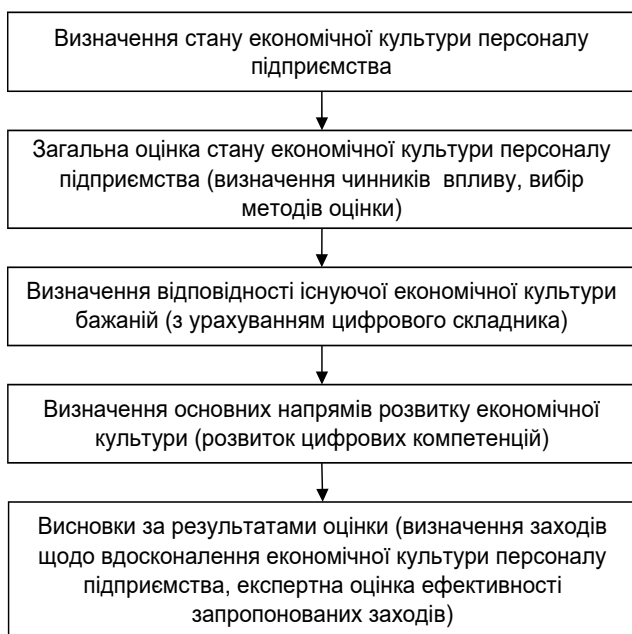 Визначення стану економічної культури персоналу
підприємства
Загальна оцінка стану економічної культури персоналу
підприємства (визначення чинників впливу, вибір
методів оцінки)
Визначення відповідності існуючої економічної культури
бажаній (з урахуванням цифрового складника)
Визначення основних напрямів розвитку економічної
культури (розвиток цифрових компетенцій)
Висновки за результатами оцінки (визначення заходів
щодо вдосконалення економічної культури персоналу
підприємства, експертна оцінка ефективності
запропонованих заходів)